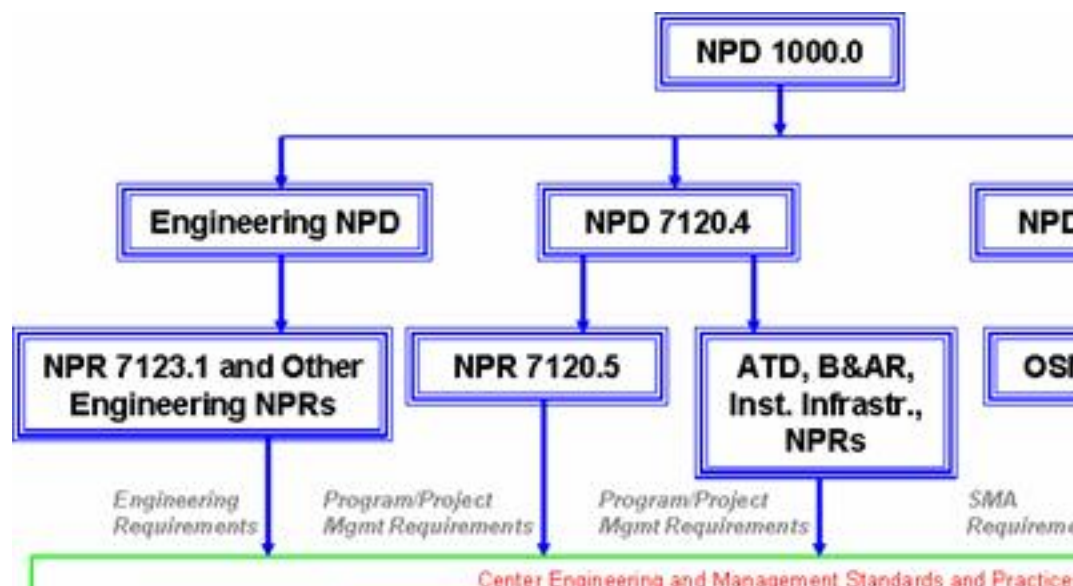 NPD 1000.0
Engineering NPD
NPD 7120.4
NPD
NPR 7123.1 and Other
Engineering NPRs
NPR 7120.5
ATD, B&AR,
Inst. Infrastr.,
NPRs
Engineering
Requirements
Program/Project
Mgmt Requirements
Program/Project
Mgmt Requirements
SMA
Center Engineering and Management Standards and Practice